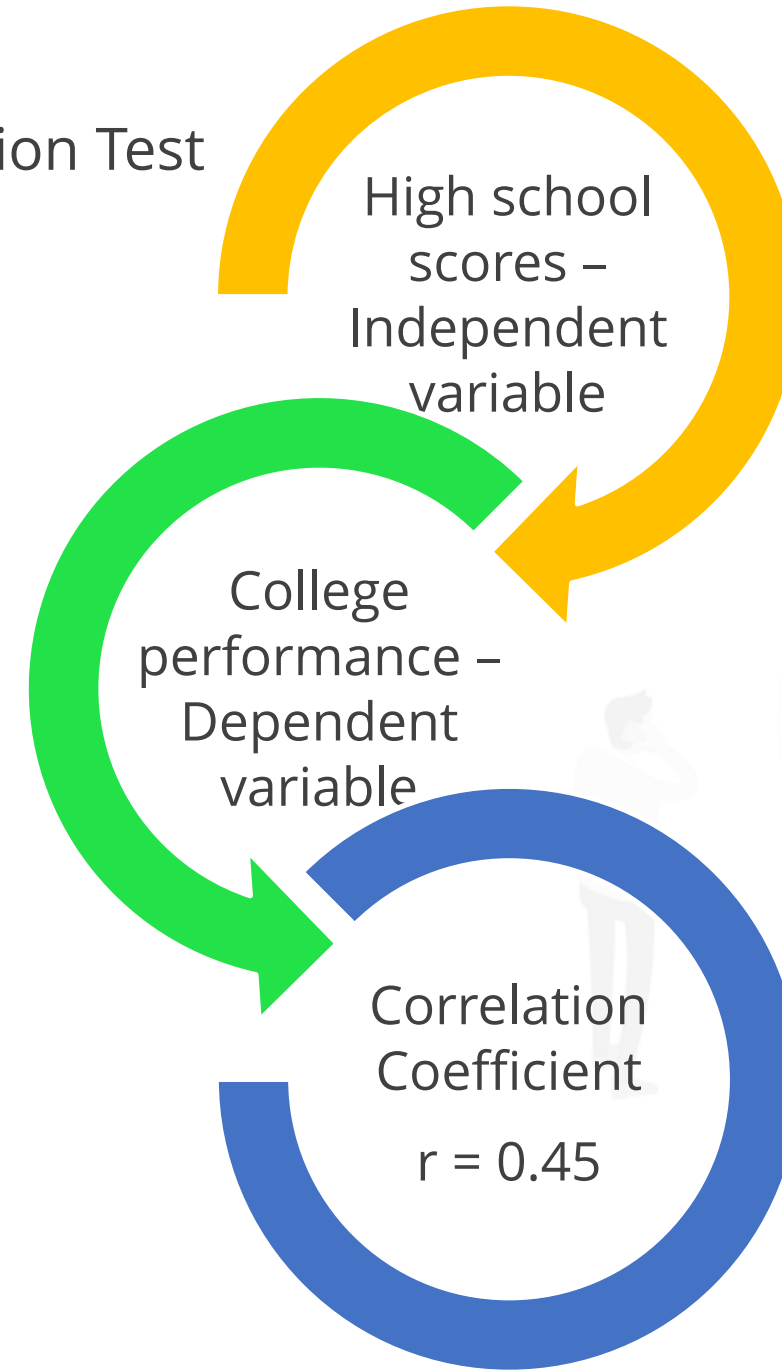 ion Test
High school
scores –
Independent
variable
College
performance –
Dependent
variable
Correlation
Coefficient
r = 0.45